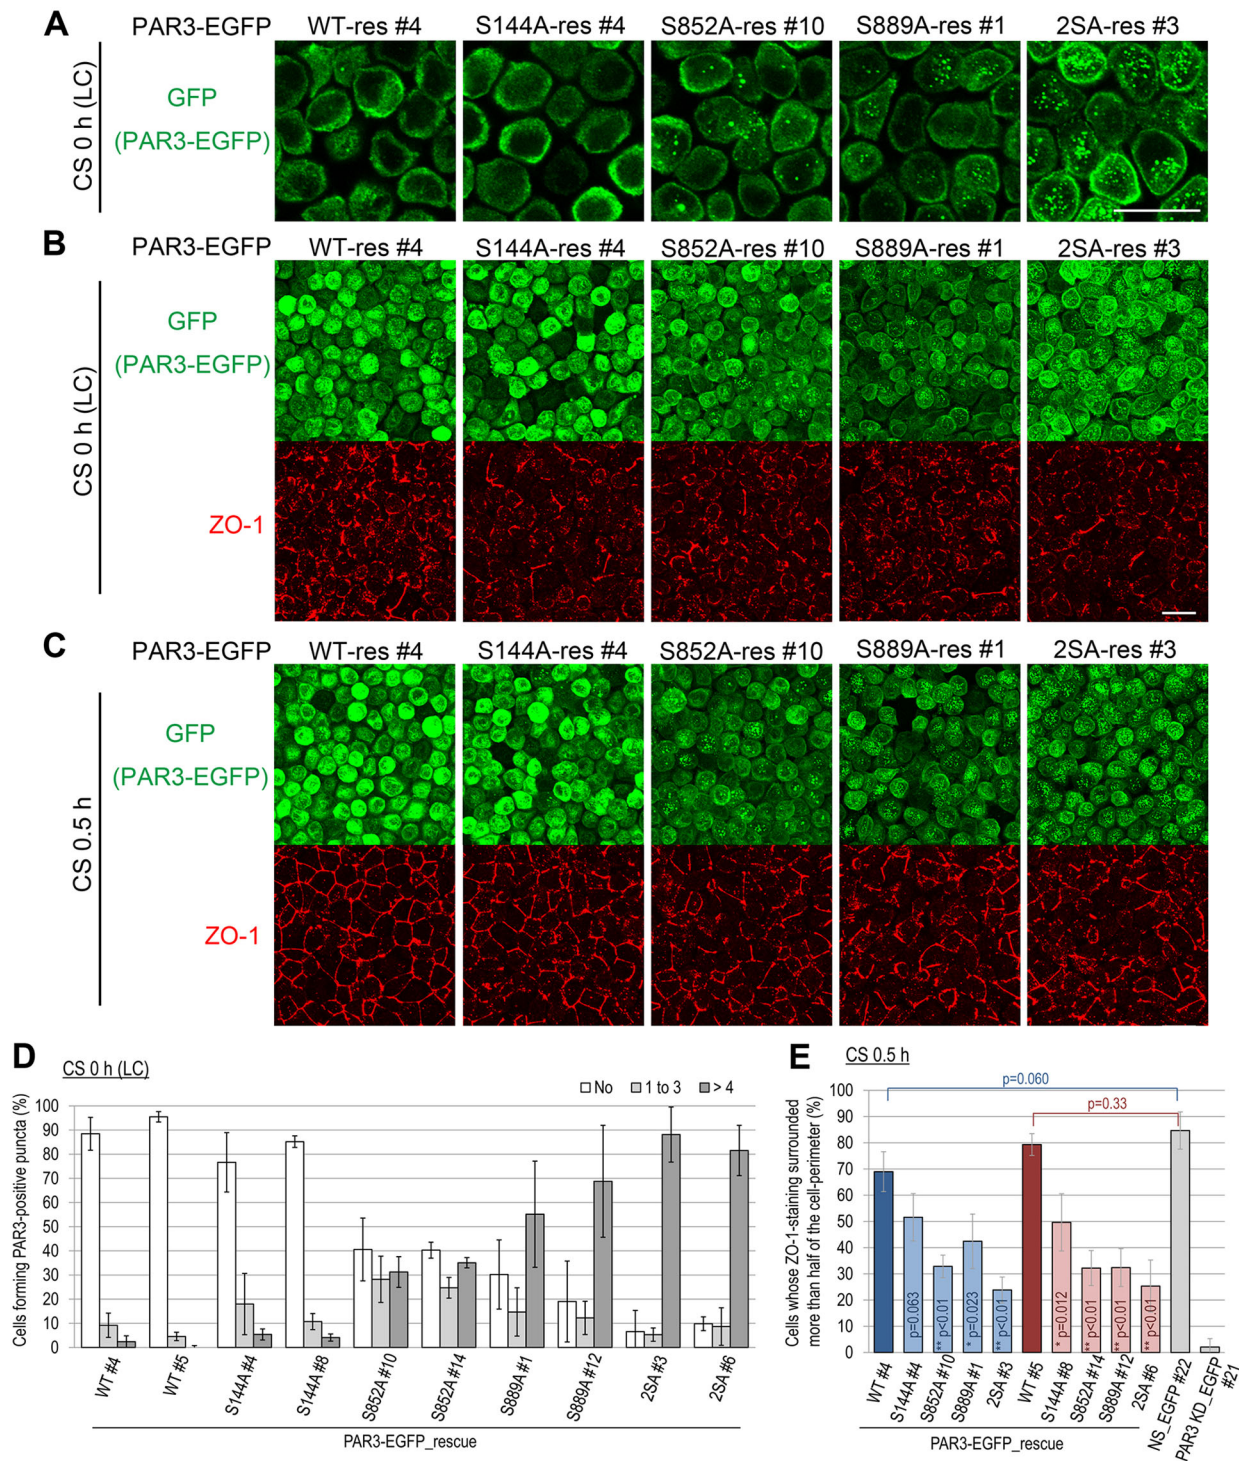 A PAR3-EGFP WT-res #4 S144A-res #4 S852A-res #10 S889A-res #1 2SA-res #3
CS 0 h (LC)
GFP
(PAR3-EGFP)
B PAR3-EGFP WT-res #4 S144A-res #4 S852A-res #10 S889A-res #1 2SA-res #3
CS 0 h (LC)
GFP
(PAR3-EGFP)
ZO-1
C PAR3-EGFP WT-res #4 S144A-res #4 S852A-res #10 S889A-res #1 2SA-res #3
CS 0.5 h
GFP
(PAR3-EGFP)
ZO-1
D CS 0 h (LC)
No 1 to 3 > 4
Cells forming PAR3-positive puncta (%)
100
90
80
70
60
50
40
30
20
10
0
WT #4 WT #5 S144A #4 S144A #8 S852A #10 S852A #14 S889A #1 S889A #12 2SA #3 2SA #6
PAR3-EGFP_rescue
E CS 0.5 h
p=0.060
p=0.33
Cells whose ZO-1-staining surrounded
more than half of the cell-perimeter (%)
100
90
80
70
60
50
40
30
20
10
0
p=0.063 ** p<0.01 * p=0.023 ** p<0.01 * p=0.012 ** p<0.01 ** p<0.01 ** p<0.01
WT #4 S144A #4 S852A #10 S889A #1 2SA #3 WT #5 S144A #8 S852A #14 S889A #12 2SA #6 NS_EGFP #22 PAR3 KD_EGFP #21
PAR3-EGFP_rescue